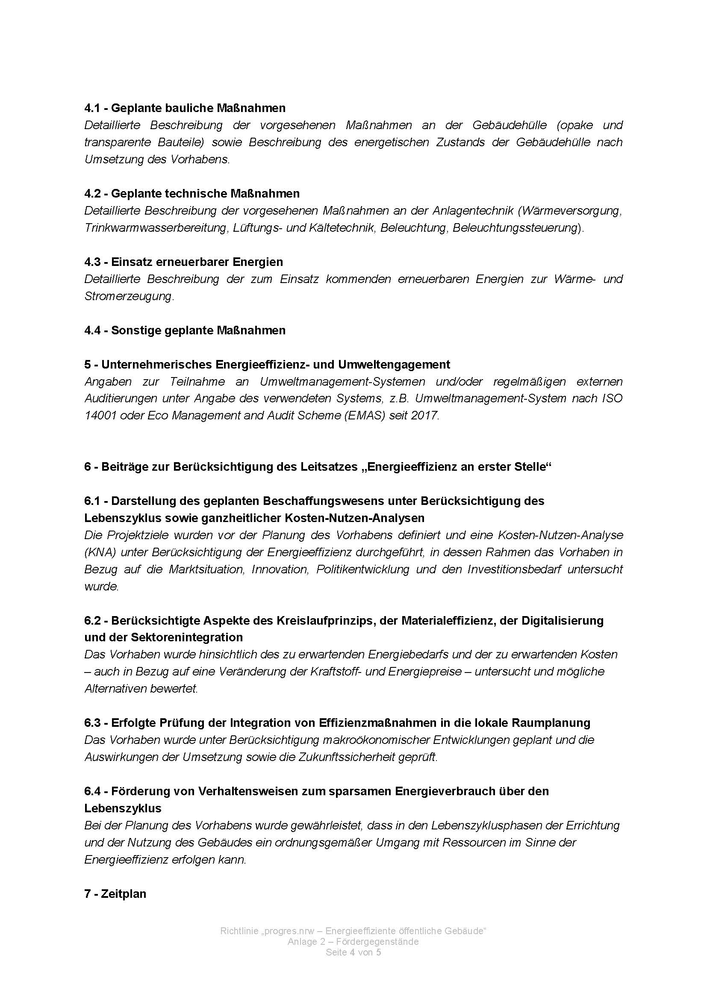 4.1 - Geplante bauliche Maßnahmen
Detaillierte Beschreibung der vorgesehenen Maßnahmen an der Gebäudehülle (opake und
transparente Bauteile) sowie Beschreibung des energetischen Zustands der Gebäudehülle nach
Umsetzung des Vorhabens.
4.2 - Geplante technische Maßnahmen
Detaillierte Beschreibung der vorgesehenen Maßnahmen an der Anlagentechnik (Wärmeversorgung,
Trinkwarmwasserbereitung, Lüftungs- und Kältetechnik, Beleuchtung, Beleuchtungssteuerung).
4.3 - Einsatz erneuerbarer Energien
Detaillierte Beschreibung der zum Einsatz kommenden erneuerbaren Energien zur Wärme- und
Stromerzeugung.
4.4 - Sonstige geplante Maßnahmen
5 - Unternehmerisches Energieeffizienz- und Umweltengagement
Angaben zur Teilnahme an Umweltmanagement-Systemen und/oder regelmäßigen externen
Auditierungen unter Angabe des verwendeten Systems, z.B. Umweltmanagement-System nach ISO
14001 oder Eco Management and Audit Scheme (EMAS) seit 2017.
6 - Beiträge zur Berücksichtigung des Leitsatzes „Energieeffizienz an erster Stelle“
6.1 - Darstellung des geplanten Beschaffungswesens unter Berücksichtigung des
Lebenszyklus sowie ganzheitlicher Kosten-Nutzen-Analysen
Die Projektziele wurden vor der Planung des Vorhabens definiert und eine Kosten-Nutzen-Analyse
(KNA) unter Berücksichtigung der Energieeffizienz durchgeführt, in dessen Rahmen das Vorhaben in
Bezug auf die Marktsituation, Innovation, Politikentwicklung und den Investitionsbedarf untersucht
wurde.
6.2 - Berücksichtigte Aspekte des Kreislaufprinzips, der Materialeffizienz, der Digitalisierung
und der Sektorenintegration
Das Vorhaben wurde hinsichtlich des zu erwartenden Energiebedarfs und der zu erwartenden Kosten
– auch in Bezug auf eine Veränderung der Kraftstoff- und Energiepreise – untersucht und mögliche
Alternativen bewertet.
6.3 - Erfolgte Prüfung der Integration von Effizienzmaßnahmen in die lokale Raumplanung
Das Vorhaben wurde unter Berücksichtigung makroökonomischer Entwicklungen geplant und die
Auswirkungen der Umsetzung sowie die Zukunftssicherheit geprüft.
6.4 - Förderung von Verhaltensweisen zum sparsamen Energieverbrauch über den
Lebenszyklus
Bei der Planung des Vorhabens wurde gewährleistet, dass in den Lebenszyklusphasen der Errichtung
und der Nutzung des Gebäudes ein ordnungsgemäßer Umgang mit Ressourcen im Sinne der
Energieeffizienz erfolgen kann.
7 - Zeitplan
Richtlinie „progres.nrw – Energieeffiziente öffentliche Gebäude“
Anlage 2 – Fördergegenstände
Seite 4 von 5